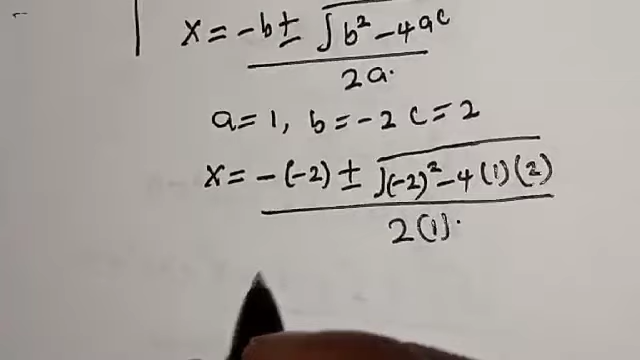 x = -b ± √b² - 4ac
2a.
a = 1, b = -2 c = 2
x = -(-2) ± √(-2)² - 4(1)(2)
2(1).